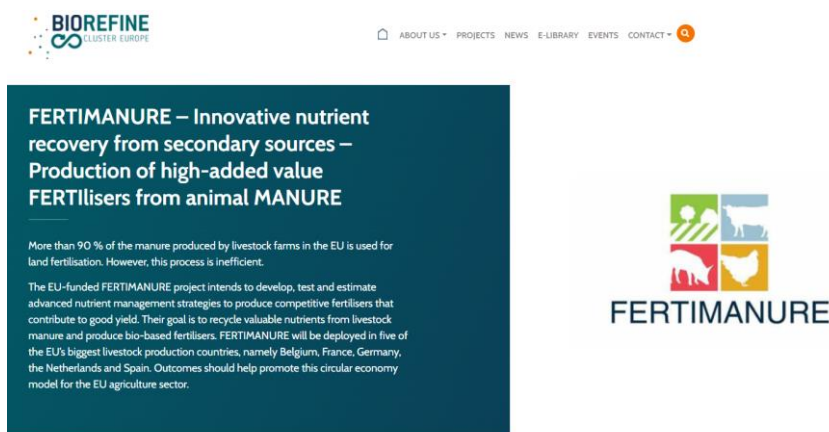 BIOREFINE
CLUSTER EUROPE
ABOUT US PROJECTS NEWS E-LIBRARY EVENTS CONTACT
FERTIMANURE – Innovative nutrient
recovery from secondary sources –
Production of high-added value
FERTIlisers from animal MANURE
More than 90 % of the manure produced by livestock farms in the EU is used for
land fertilisation. However, this process is inefficient.
The EU-funded FERTIMANURE project intends to develop, test and estimate
advanced nutrient management strategies to produce competitive fertilisers that
contribute to good yield. Their goal is to recycle valuable nutrients from livestock
manure and produce bio-based fertilisers. FERTIMANURE will be deployed in five of
the EU's biggest livestock production countries, namely Belgium, France, Germany,
the Netherlands and Spain. Outcomes should help promote this circular economy
model for the EU agriculture sector.
FERTIMANURE